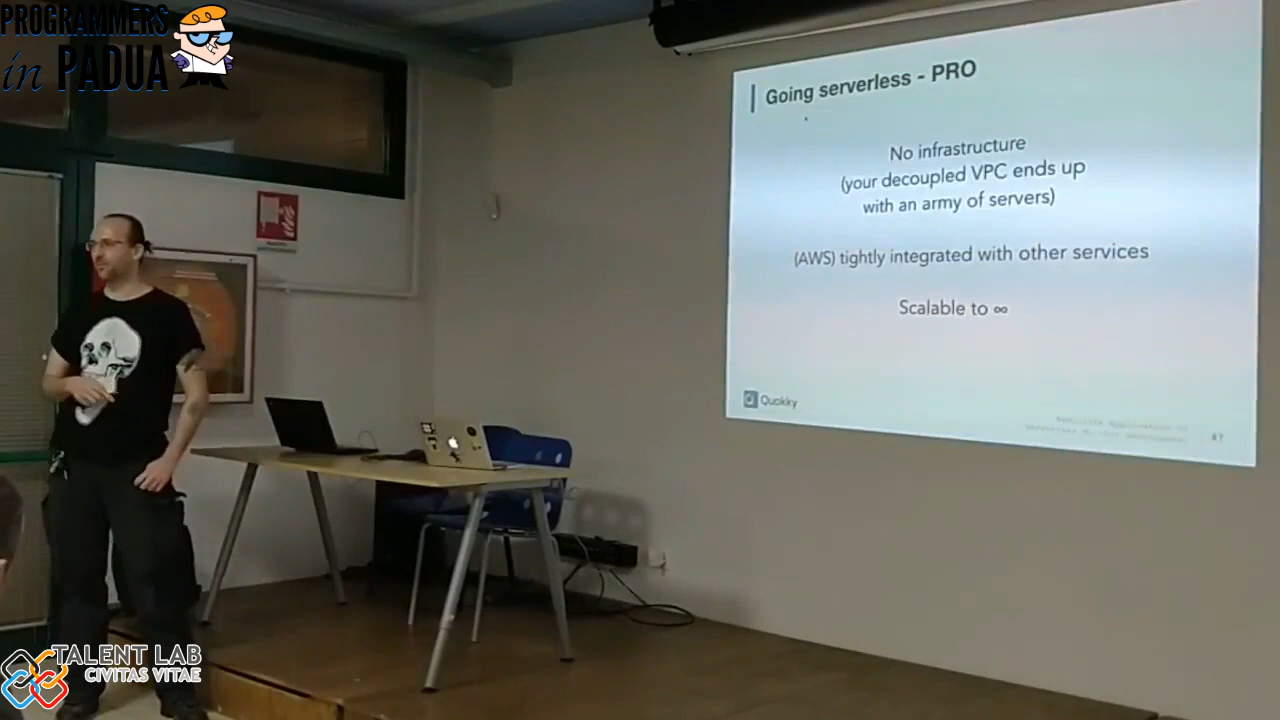 PROGRAMMERS
in PADUA
Going serverless - PRO
No infrastructure
(your decoupled VPC ends up
with an army of servers)
(AWS) tightly integrated with other services
Scalable to ∞
Quokky
87
TALENT LAB
CIVITAS VITAE